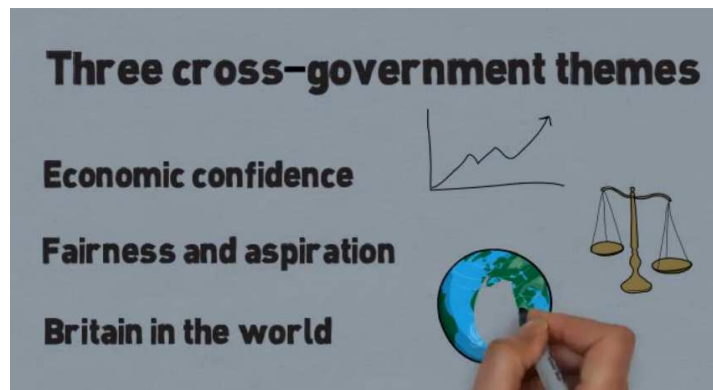 Three cross-government themes
Economic confidence
Fairness and aspiration
Britain in the world